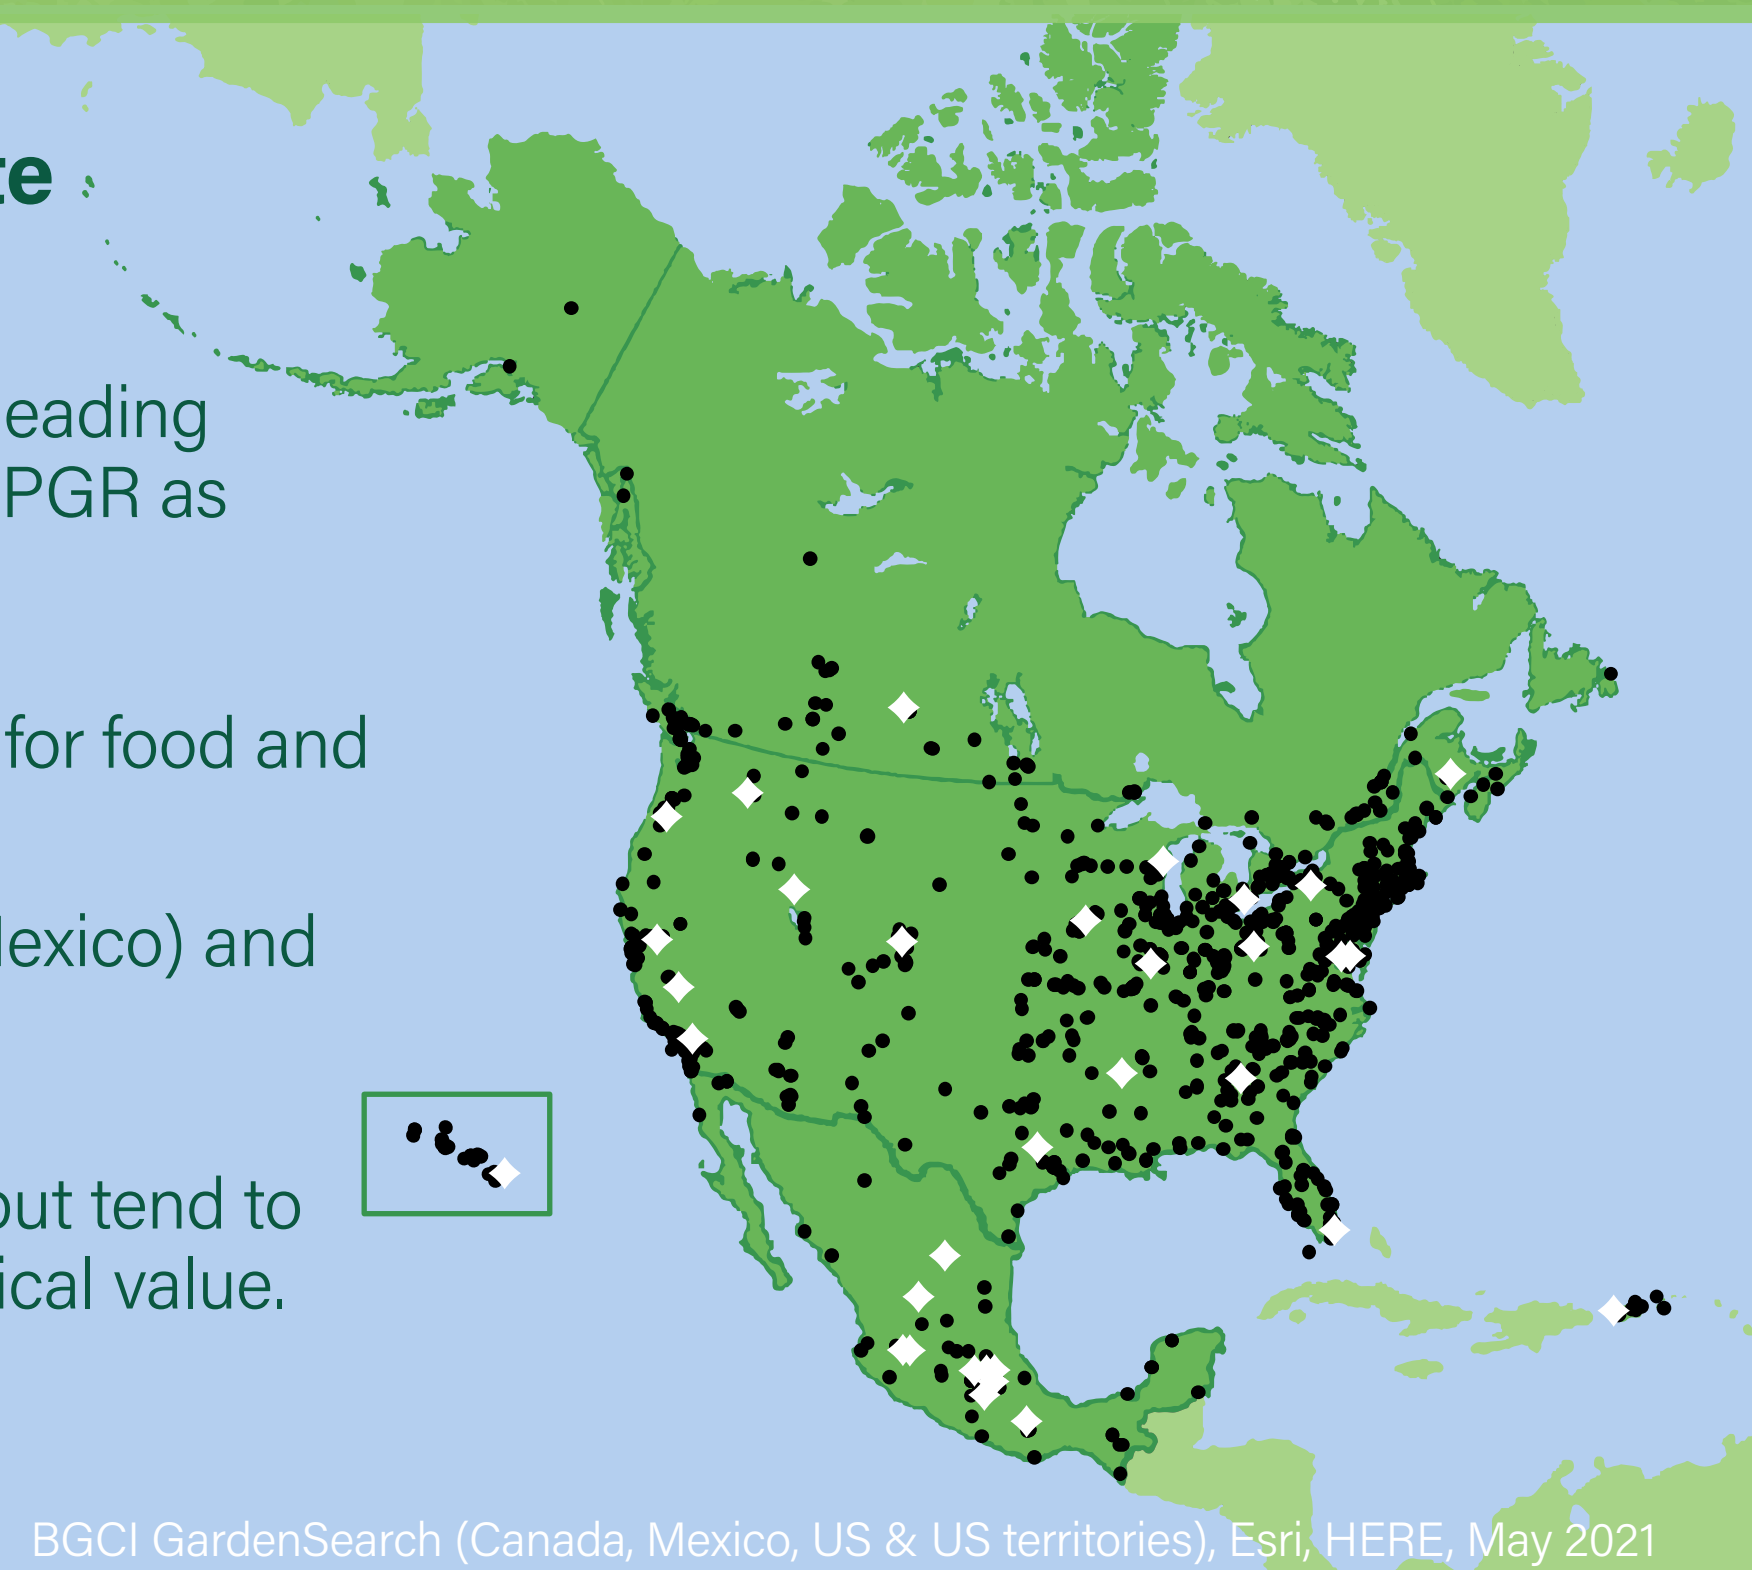 te
eading
PGR as
for food and
lexico) and
out tend to
ical value.
BGCI GardenSearch (Canada, Mexico, US & US territories), Esri, HERE, May 2021